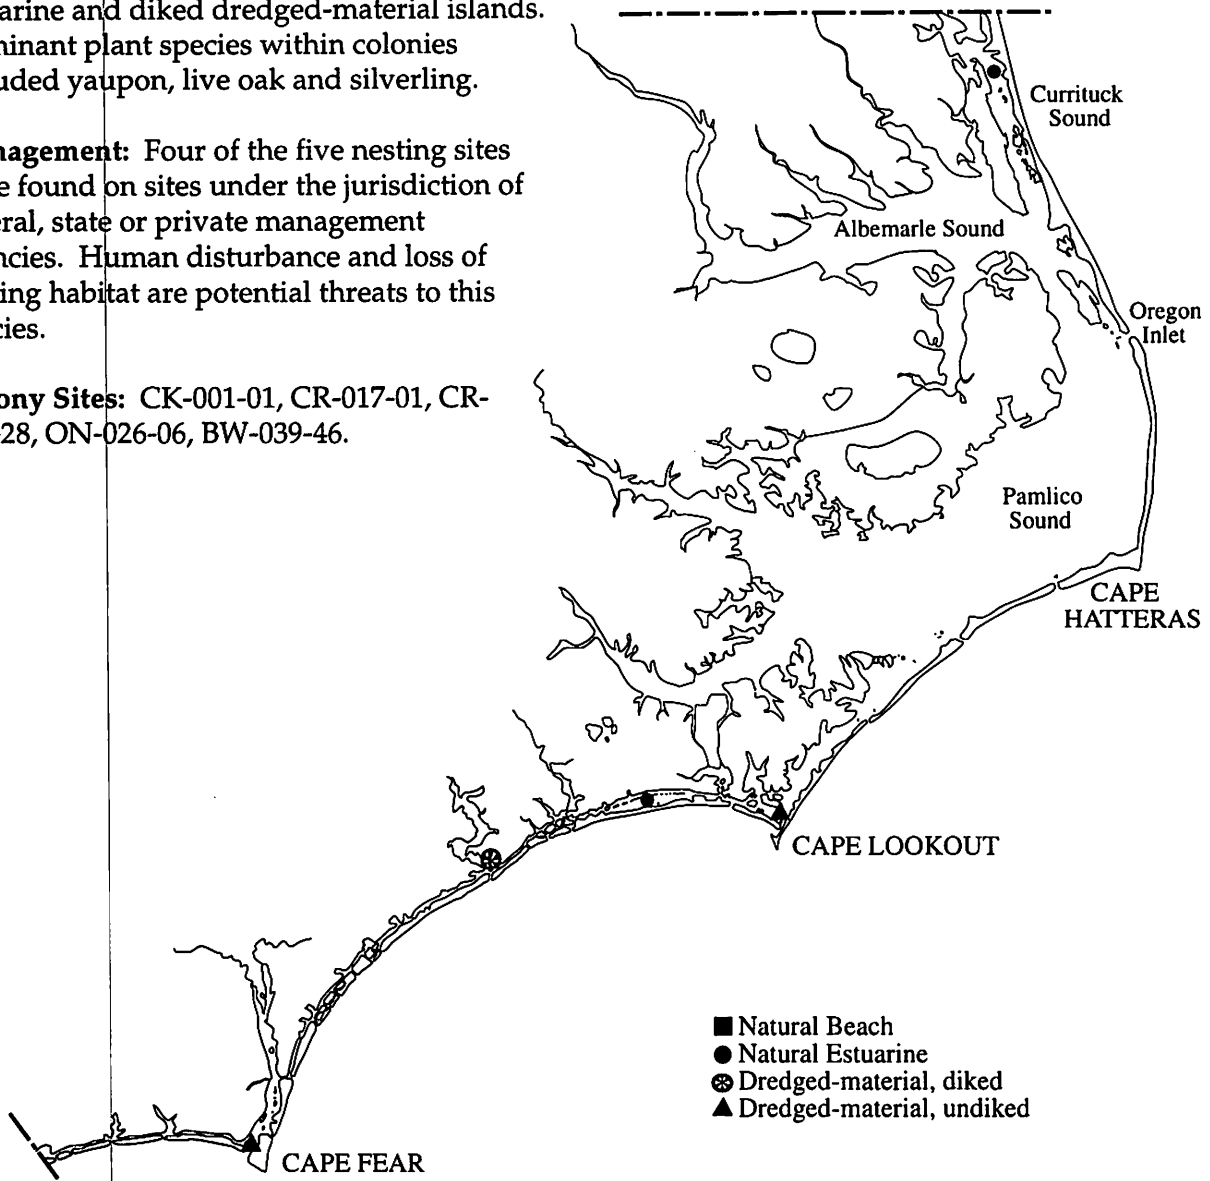 arine and diked dredged-material islands.
ninant plant species within colonies
uded yaupon, live oak and silverling.
nagement: Four of the five nesting sites
e found on sites under the jurisdiction of
eral, state or private management
ncies. Human disturbance and loss of
ing habitat are potential threats to this
cies.
ony Sites: CK-001-01, CR-017-01, CR-
-28, ON-026-06, BW-039-46.
Currituck
Sound
Albemarle Sound
Oregon
Inlet
Pamlico
Sound
CAPE
HATTERAS
CAPE LOOKOUT
CAPE FEAR
Natural Beach
Natural Estuarine
Dredged-material, diked
Dredged-material, undiked